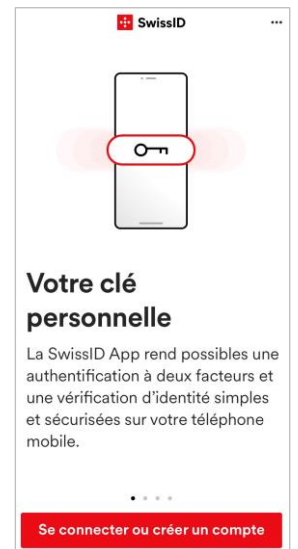 SwissID
Votre clé
personnelle
La SwissID App rend possibles une
authentification à deux facteurs et
une vérification d'identité simples
et sécurisées sur votre téléphone
mobile.
Se connecter ou créer un compte